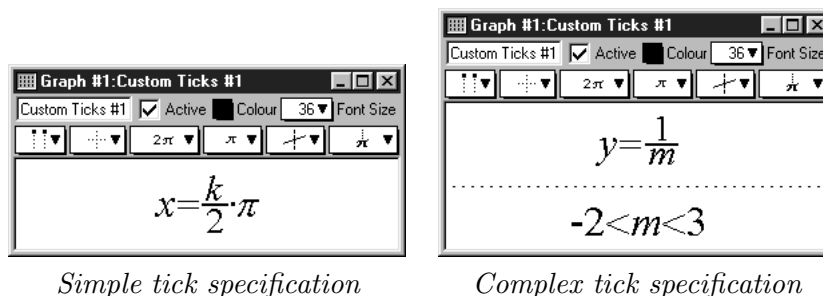 Graph #1:Custom Ticks #1
Custom Ticks #1 Active Colour 36 Font Size
2π π π
x=k/2·π
Simple tick specification
Graph #1:Custom Ticks #1
Custom Ticks #1 Active Colour 36 Font Size
2π π π
y=1/m
-2<m<3
Complex tick specification